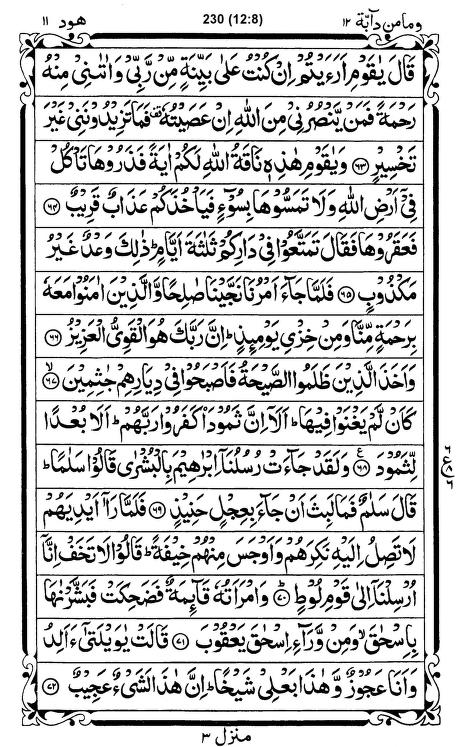 وما من دآبة ١٢ 230 (12:8) هود ١١
قَالَ يٰقَوْمِ اَرَءَيْتُمْ اِنْ كُنْتُ عَلٰى بَيِّنَةٍ مِّنْ رَّبِّىْ وَاٰتٰىنِىْ مِنْهُ
رَحْمَةً فَمَنْ يَّنْصُرُنِىْ مِنَ اللّٰهِ اِنْ عَصَيْتُهٗ ۚ فَمَا تَزِيْدُوْنَنِىْ غَيْرَ
تَخْسِيْرٍ ﴿٦٣﴾ وَيٰقَوْمِ هٰذِهٖ نَاقَةُ اللّٰهِ لَكُمْ اٰيَةً فَذَرُوْهَا تَاْكُلْ
فِىْٓ اَرْضِ اللّٰهِ وَلَا تَمَسُّوْهَا بِسُوْٓءٍ فَيَاْخُذَكُمْ عَذَابٌ قَرِيْبٌ ﴿٦٤﴾
فَعَقَرُوْهَا فَقَالَ تَمَتَّعُوْا فِىْ دَارِكُمْ ثَلٰثَةَ اَيَّامٍ ؕ ذٰلِكَ وَعْدٌ غَيْرُ
مَكْذُوْبٍ ﴿٦٥﴾ فَلَمَّا جَآءَ اَمْرُنَا نَجَّيْنَا صٰلِحًا وَّالَّذِيْنَ اٰمَنُوْا مَعَهٗ
بِرَحْمَةٍ مِّنَّا وَمِنْ خِزْىِ يَوْمِئِذٍ ؕ اِنَّ رَبَّكَ هُوَ الْقَوِىُّ الْعَزِيْزُ ﴿٦٦﴾
وَاَخَذَ الَّذِيْنَ ظَلَمُوا الصَّيْحَةُ فَاَصْبَحُوْا فِىْ دِيَارِهِمْ جٰثِمِيْنَ ۙ ﴿٦٧﴾
كَاَنْ لَّمْ يَغْنَوْا فِيْهَا ؕ اَلَاۤ اِنَّ ثَمُوْدَا۟ كَفَرُوْا رَبَّهُمْ ؕ اَلَا بُعْدًا
لِّثَمُوْدَ ﴿٦٨﴾ ع وَلَقَدْ جَآءَتْ رُسُلُنَاۤ اِبْرٰهِيْمَ بِالْبُشْرٰى قَالُوْا سَلٰمًا ؕ
قَالَ سَلٰمٌ فَمَا لَبِثَ اَنْ جَآءَ بِعِجْلٍ حَنِيْذٍ ﴿٦٩﴾ فَلَمَّا رَاٰۤ اَيْدِيَهُمْ
لَا تَصِلُ اِلَيْهِ نَكِرَهُمْ وَاَوْجَسَ مِنْهُمْ خِيْفَةً ؕ قَالُوْا لَا تَخَفْ اِنَّاۤ
اُرْسِلْنَاۤ اِلٰى قَوْمِ لُوْطٍ ؕ ﴿٧٠﴾ وَامْرَاَتُهٗ قَآئِمَةٌ فَضَحِكَتْ فَبَشَّرْنٰهَا
بِاِسْحٰقَ ۙ وَمِنْ وَّرَآءِ اِسْحٰقَ يَعْقُوْبَ ﴿٧١﴾ قَالَتْ يٰوَيْلَتٰٓى ءَاَلِدُ
وَاَنَا عَجُوْزٌ وَّهٰذَا بَعْلِىْ شَيْخًا ؕ اِنَّ هٰذَا لَشَىْءٌ عَجِيْبٌ ﴿٧٢﴾
منزل ٣